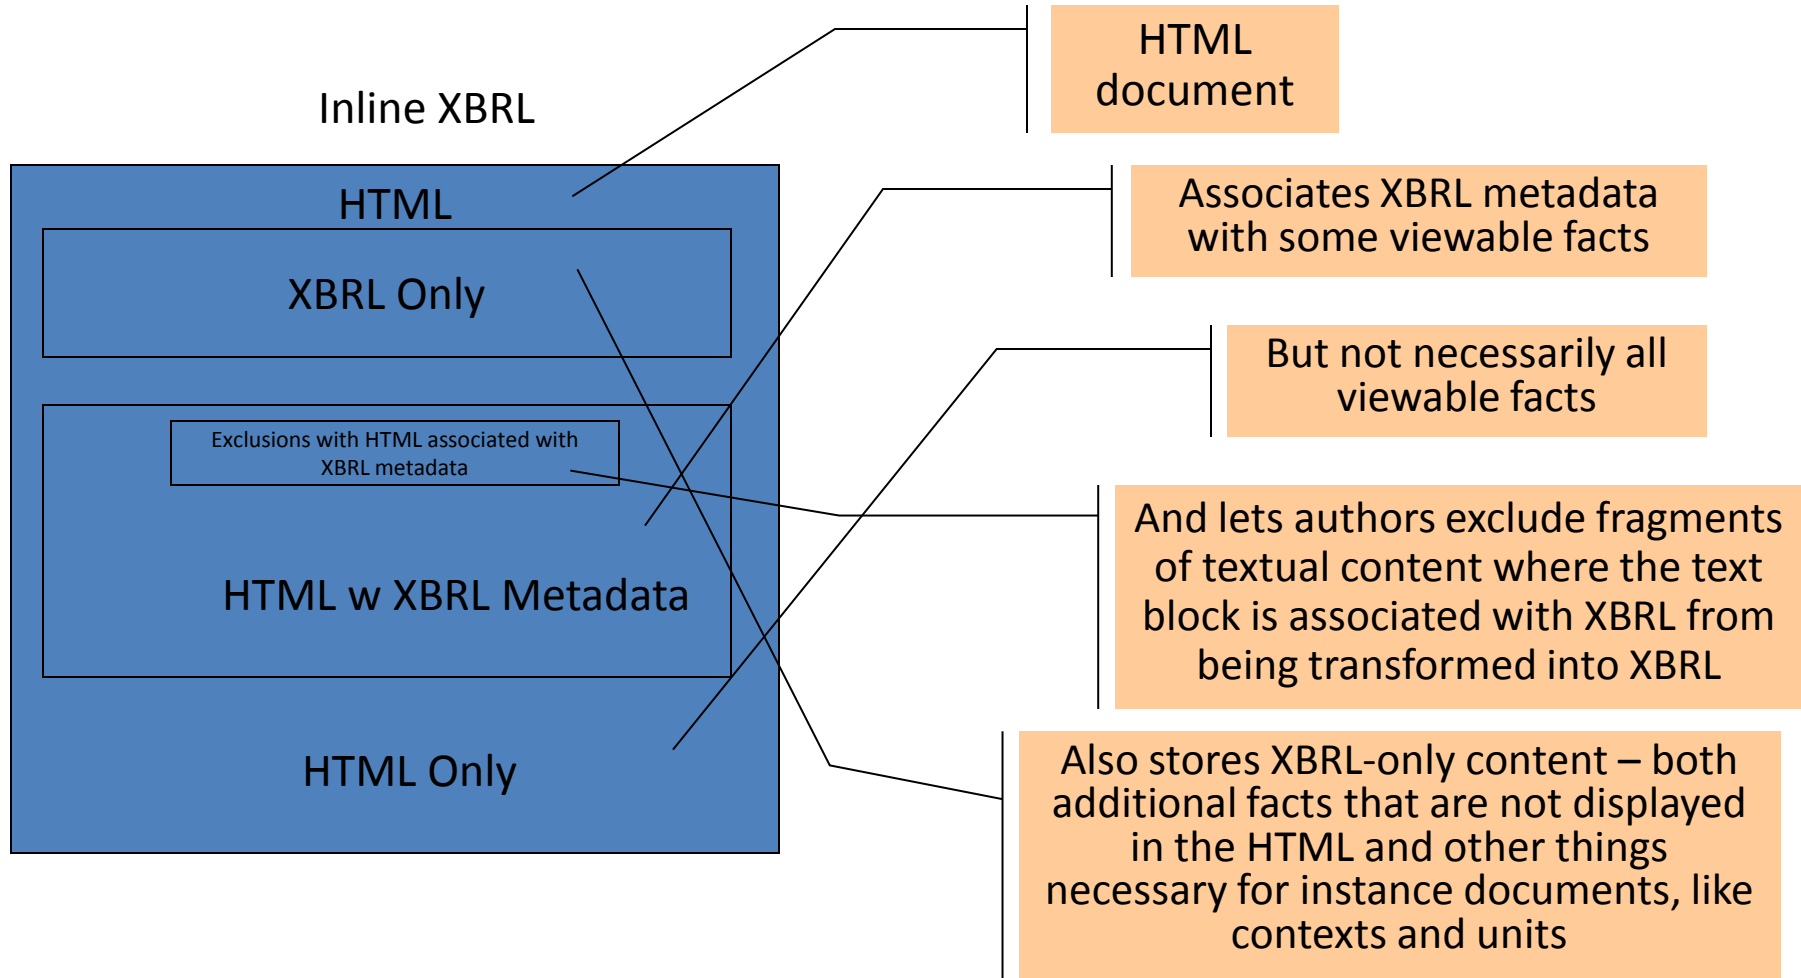 Inline XBRL
HTML
XBRL Only
Exclusions with HTML associated with
XBRL metadata
HTML w XBRL Metadata
HTML Only
HTML
document
Associates XBRL metadata
with some viewable facts
But not necessarily all
viewable facts
And lets authors exclude fragments
of textual content where the text
block is associated with XBRL from
being transformed into XBRL
Also stores XBRL-only content – both
additional facts that are not displayed
in the HTML and other things
necessary for instance documents, like
contexts and units